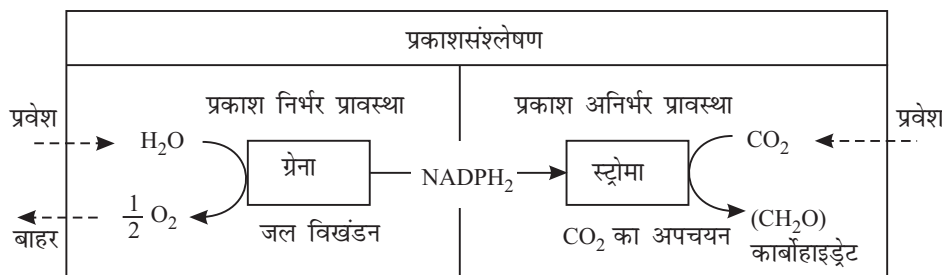 प्रकाशसंश्लेषण
प्रकाश निर्भर प्रावस्था
प्रकाश अनिर्भर प्रावस्था
प्रवेश
H₂O
ग्रेना
NADPH₂
स्ट्रोमा
CO₂
प्रवेश
बाहर
1/2 O₂
जल विखंडन
CO₂ का अपचयन
(CH₂O)
कार्बोहाइड्रेट